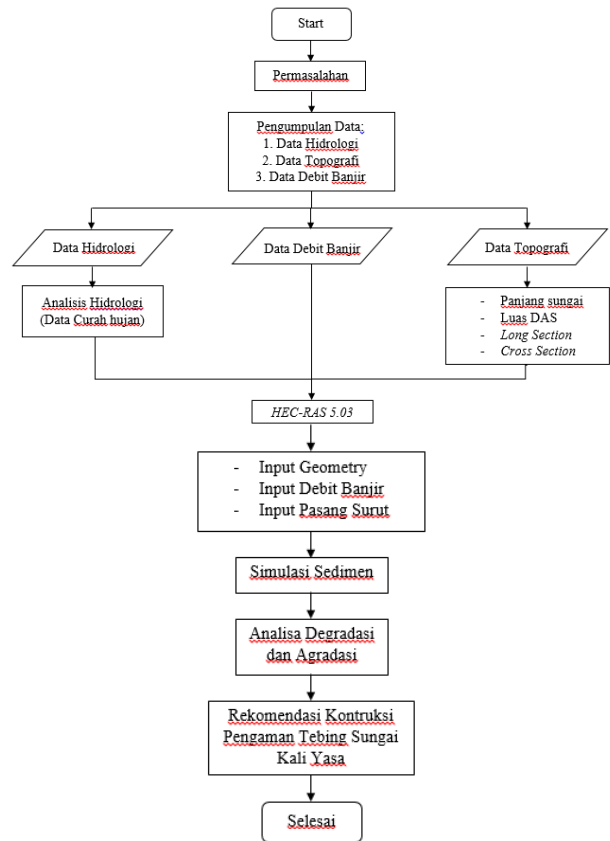 Start
Permasalahan
Pengumpulan Data;
1. Data Hidrologi
2. Data Topografi
3. Data Debit Banjir
Data Hidrologi
Data Debit Banjir
Data Topografi
Analisis Hidrologi
(Data Curah hujan)
- Panjang sungai
- Luas DAS
- Long Section
- Cross Section
HEC-RAS 5.03
- Input Geometry
- Input Debit Banjir
- Input Pasang Surut
Simulasi Sedimen
Analisa Degradasi
dan Agradasi
Rekomendasi Kontruksi
Pengaman Tebing Sungai
Kali Yasa
Selesai